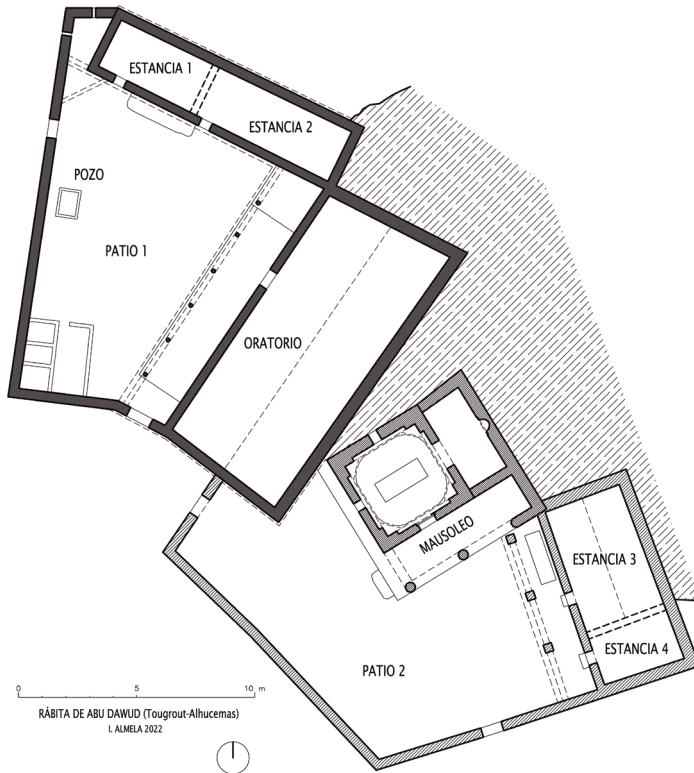 ESTANCIA 1
ESTANCIA 2
POZO
PATIO 1
ORATORIO
MAUSOLEO
ESTANCIA 3
ESTANCIA 4
PATIO 2
0 5 10 m
RÁBITA DE ABU DAWUD (Tougrout-Alhucemas)
I. ALMELA 2022